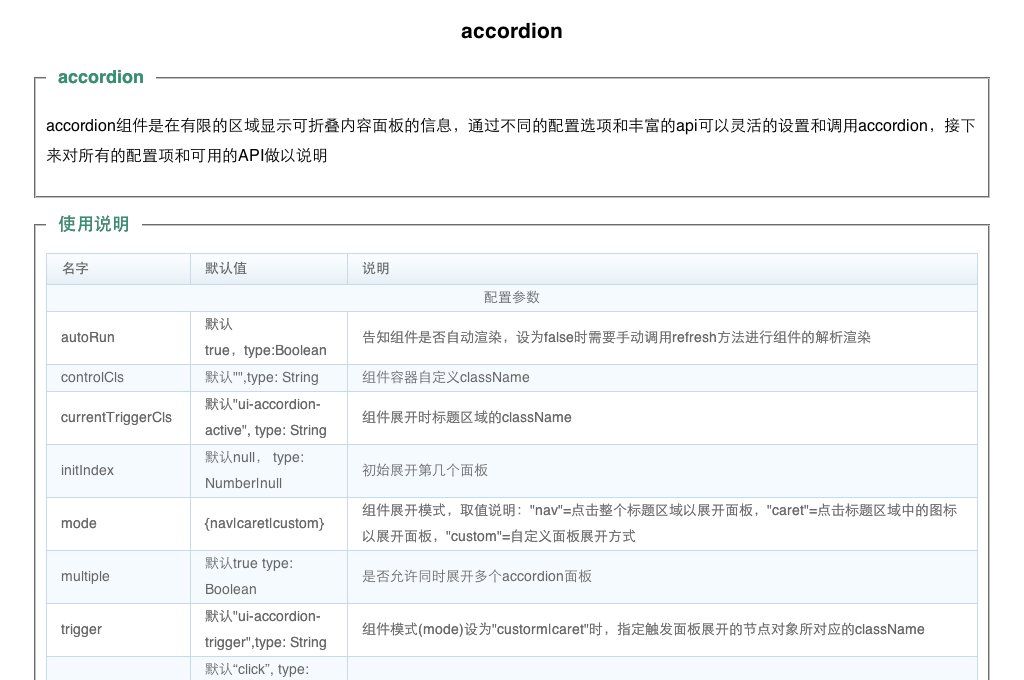 accordion
accordion
accordion组件是在有限的区域显示可折叠内容面板的信息，通过不同的配置选项和丰富的api可以灵活的设置和调用accordion，接下
来对所有的配置项和可用的API做以说明
使用说明
名字 默认值 说明
配置参数
autoRun 默认
true，type:Boolean 告知组件是否自动渲染，设为false时需要手动调用refresh方法进行组件的解析渲染
controlCls 默认"",type: String 组件容器自定义className
currentTriggerCls 默认"ui-accordion-
active", type: String 组件展开时标题区域的className
initIndex 默认null， type:
Number|null 初始展开第几个面板
mode {nav|caret|custom} 组件展开模式，取值说明："nav"=点击整个标题区域以展开面板，"caret"=点击标题区域中的图标
以展开面板，"custom"=自定义面板展开方式
multiple 默认true type:
Boolean 是否允许同时展开多个accordion面板
trigger 默认"ui-accordion-
trigger",type: String 组件模式(mode)设为"custorm|caret"时，指定触发面板展开的节点对象所对应的className
默认“click”, type: